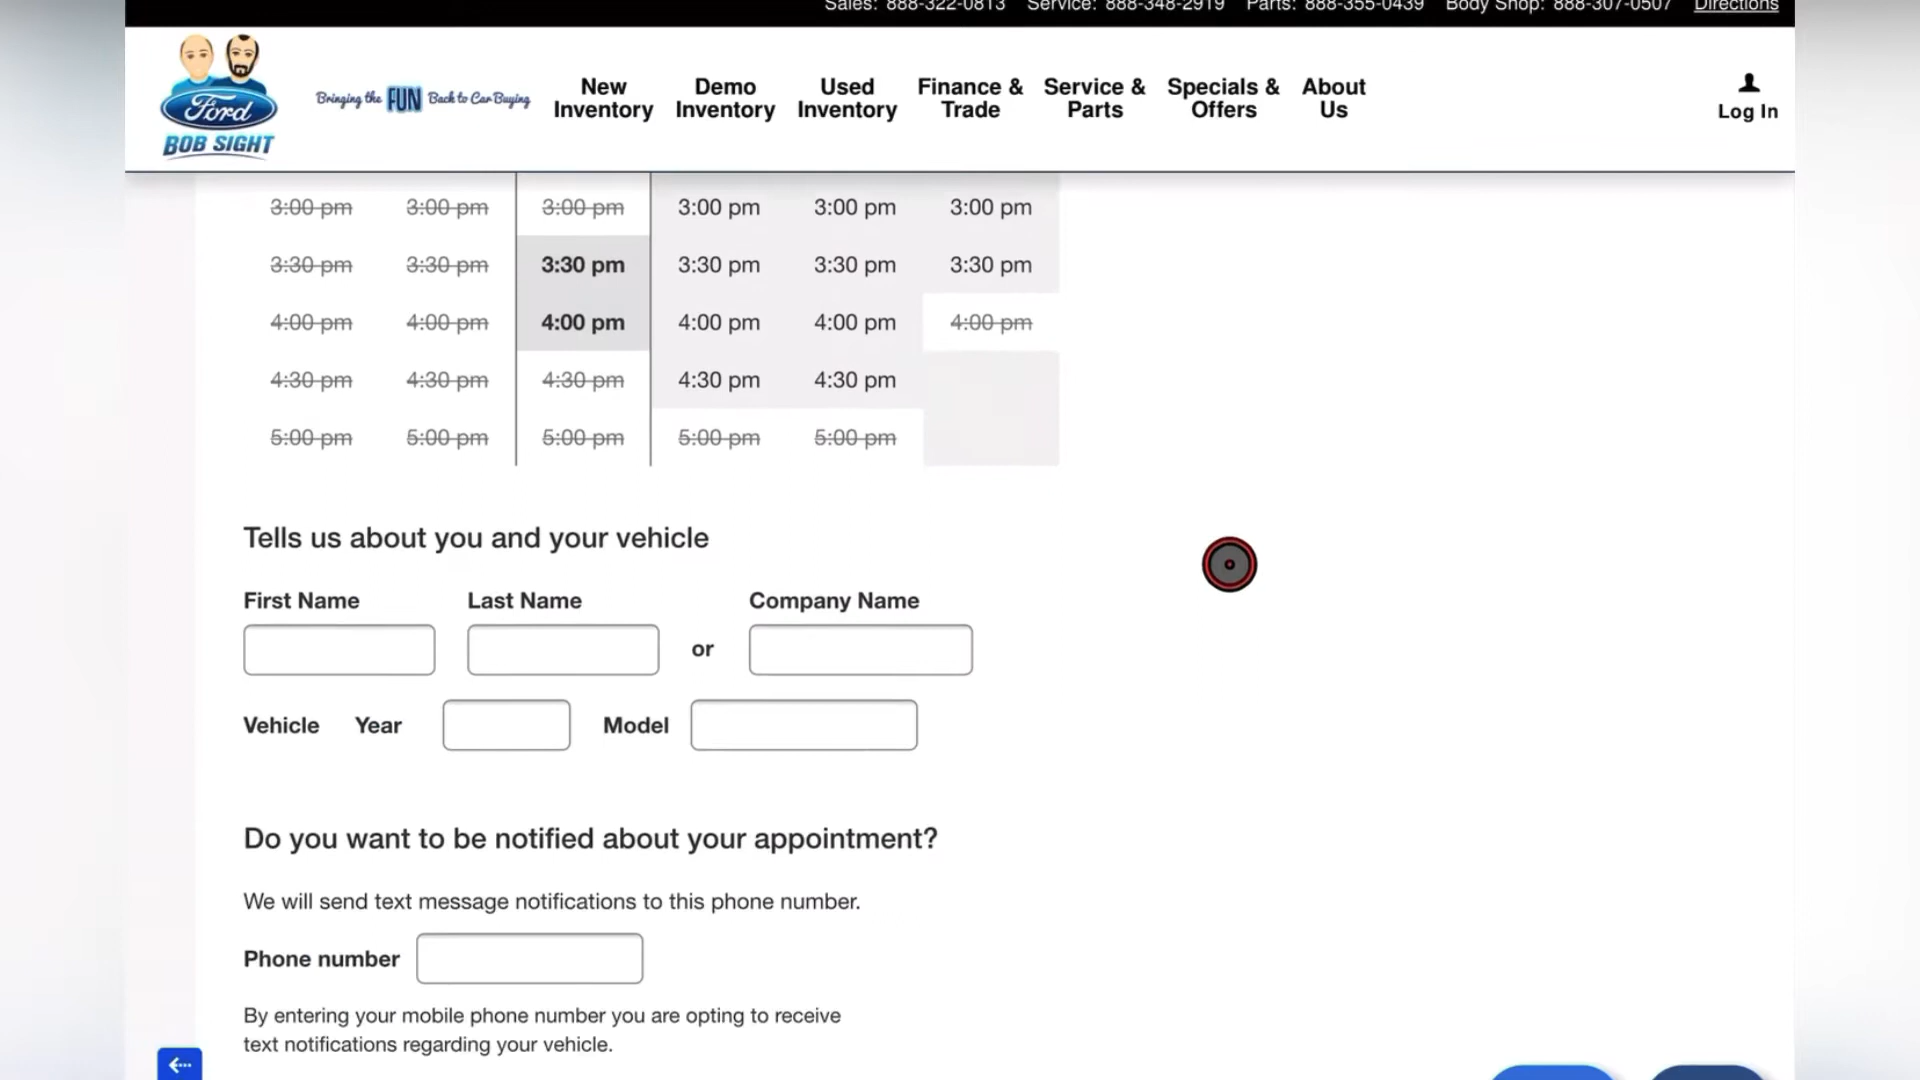 Sales: 888-322-0813 Service: 888-348-2919 Parts: 888-355-0439 Body Shop: 888-307-0507 Directions
Ford
BOB SIGHT
Bringing the FUN Back to Car Buying
New Inventory
Demo Inventory
Used Inventory
Finance & Trade
Service & Parts
Specials & Offers
About Us
Log In
3:00 pm 3:00 pm 3:00 pm 3:00 pm 3:00 pm 3:00 pm
3:30 pm 3:30 pm 3:30 pm 3:30 pm 3:30 pm 3:30 pm
4:00 pm 4:00 pm 4:00 pm 4:00 pm 4:00 pm 4:00 pm
4:30 pm 4:30 pm 4:30 pm 4:30 pm 4:30 pm
5:00 pm 5:00 pm 5:00 pm 5:00 pm 5:00 pm
Tells us about you and your vehicle
First Name Last Name Company Name
or
Vehicle Year Model
Do you want to be notified about your appointment?
We will send text message notifications to this phone number.
Phone number
By entering your mobile phone number you are opting to receive
text notifications regarding your vehicle.